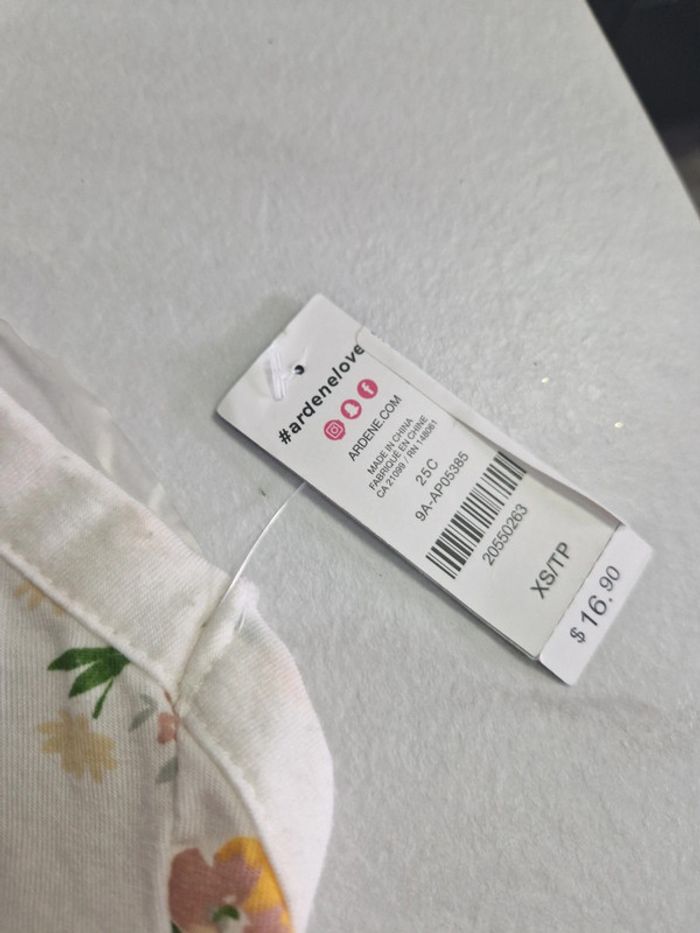 #ardenelove
ARDENE.COM
MADE IN CHINA
FABRIQUÉ EN CHINE
CA 21099 / RN 148061
25C
9A-AP05385
20550263
XS/TP
$16.90